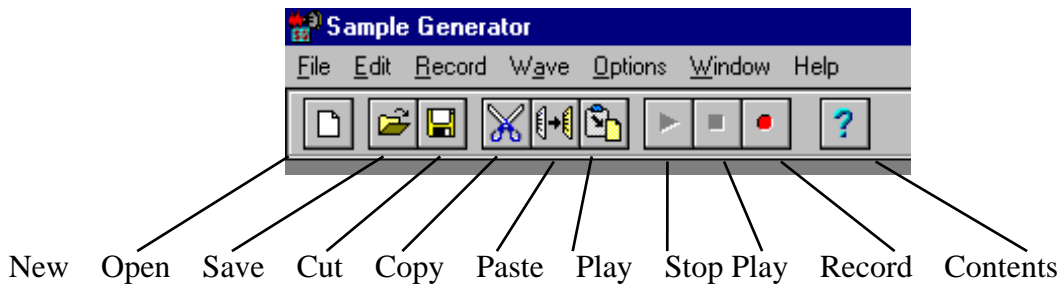 Sample Generator
File Edit Record Wave Options Window Help
?
New Open Save Cut Copy Paste Play Stop Play Record Contents